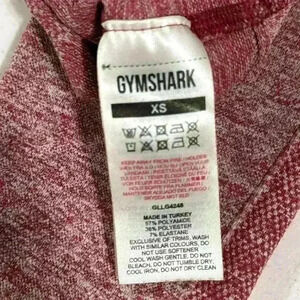 GYMSHARK
XS
KEEP AWAY FROM FIRE / HOLDES
GLLG4248
MADE IN TURKEY
57% POLYAMIDE
36% POLYESTER
7% ELASTANE
EXCLUSIVE OF TRIMS. WASH
WITH SIMILAR COLOURS, DO
NOT USE SOFTENER
COOL WASH GENTLE, DO NOT
BLEACH, DO NOT TUMBLE DRY,
COOL IRON, DO NOT DRY CLEAN